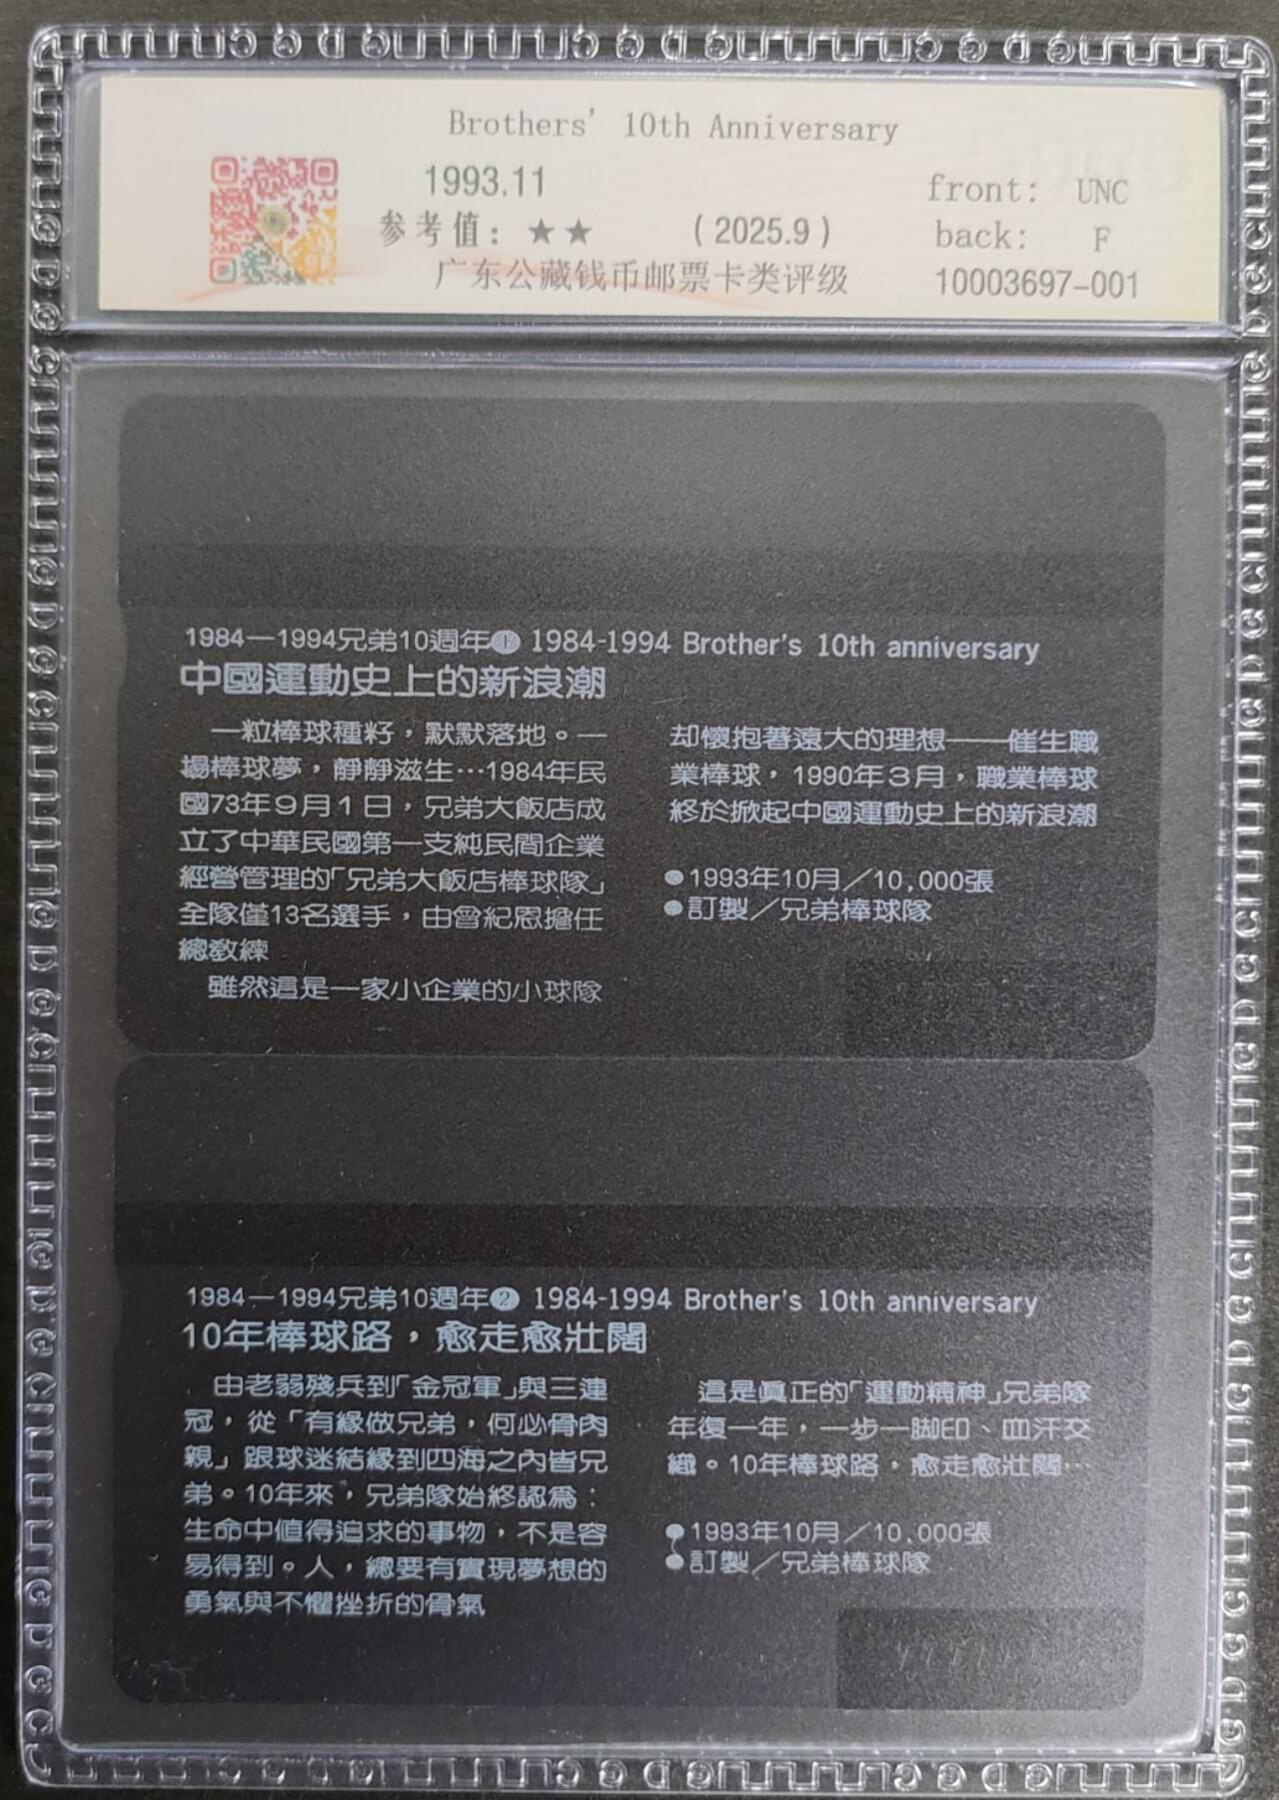 Brothers' 10th Anniversary
1993.11
front: UNC
参考值: ★★ (2025.9)
back: F
广东公藏钱币邮票卡类评级
10003697-001
1984—1994兄弟10週年❶ 1984-1994 Brother's 10th anniversary
中國運動史上的新浪潮
一粒棒球種籽，默默落地。一
場棒球夢，靜靜滋生…1984年民
國73年9月1日，兄弟大飯店成
立了中華民國第一支純民間企業
經營管理的「兄弟大飯店棒球隊」
全隊僅13名選手，由曾紀恩擔任
總教練
雖然這是一家小企業的小球隊
却懷抱著遠大的理想——催生職
業棒球，1990年3月，職業棒球
終於掀起中國運動史上的新浪潮
●1993年10月／10,000張
●訂製／兄弟棒球隊
1984—1994兄弟10週年❷ 1984-1994 Brother's 10th anniversary
10年棒球路，愈走愈壯闊
由老弱殘兵到「金冠軍」與三連
冠，從「有緣做兄弟，何必骨肉
親」跟球迷結緣到四海之內皆兄
弟。10年來，兄弟隊始終認為：
生命中值得追求的事物，不是容
易得到。人，總要有實現夢想的
勇氣與不懼挫折的骨氣
這是眞正的「運動精神」兄弟隊
年復一年，一步一脚印、血汗交
織。10年棒球路，愈走愈壯闊…
●1993年10月／10,000張
●訂製／兄弟棒球隊